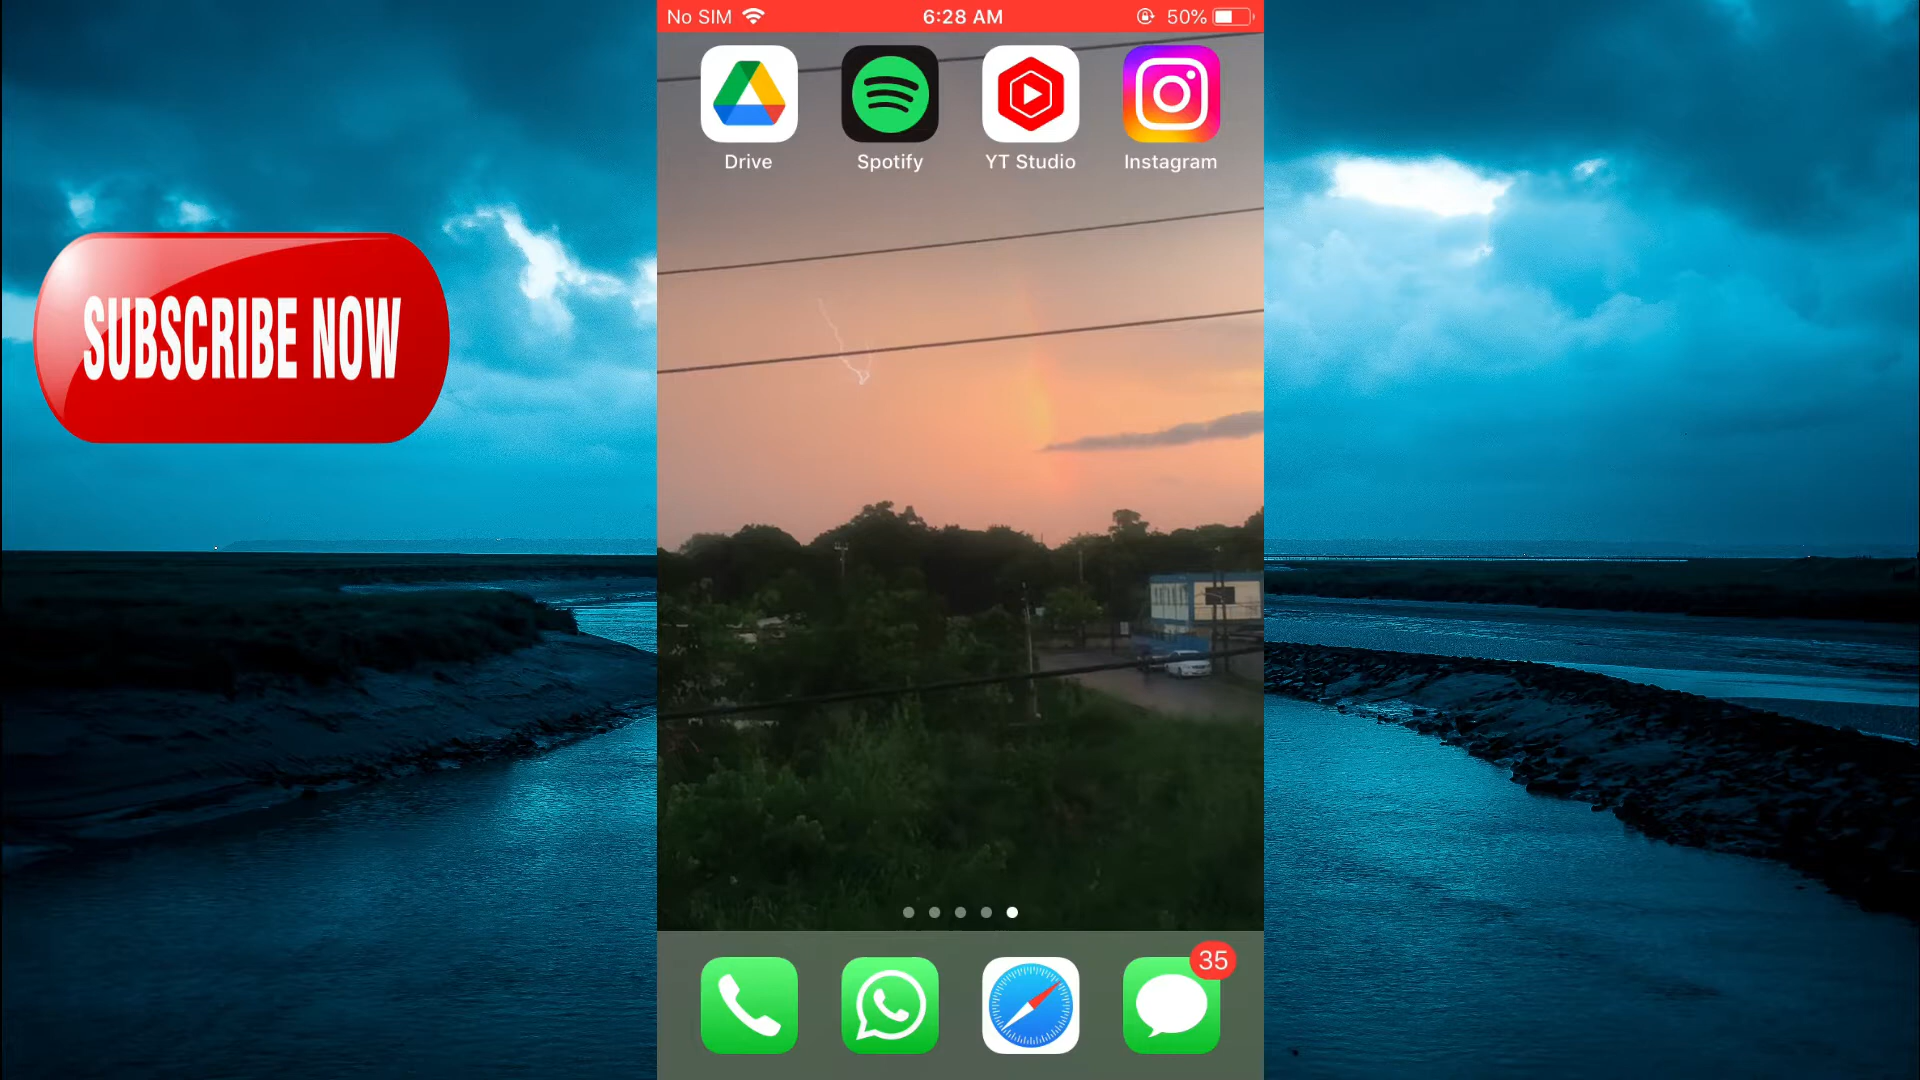 No SIM 6:28 AM 50%
Drive Spotify YT Studio Instagram
SUBSCRIBE NOW
35